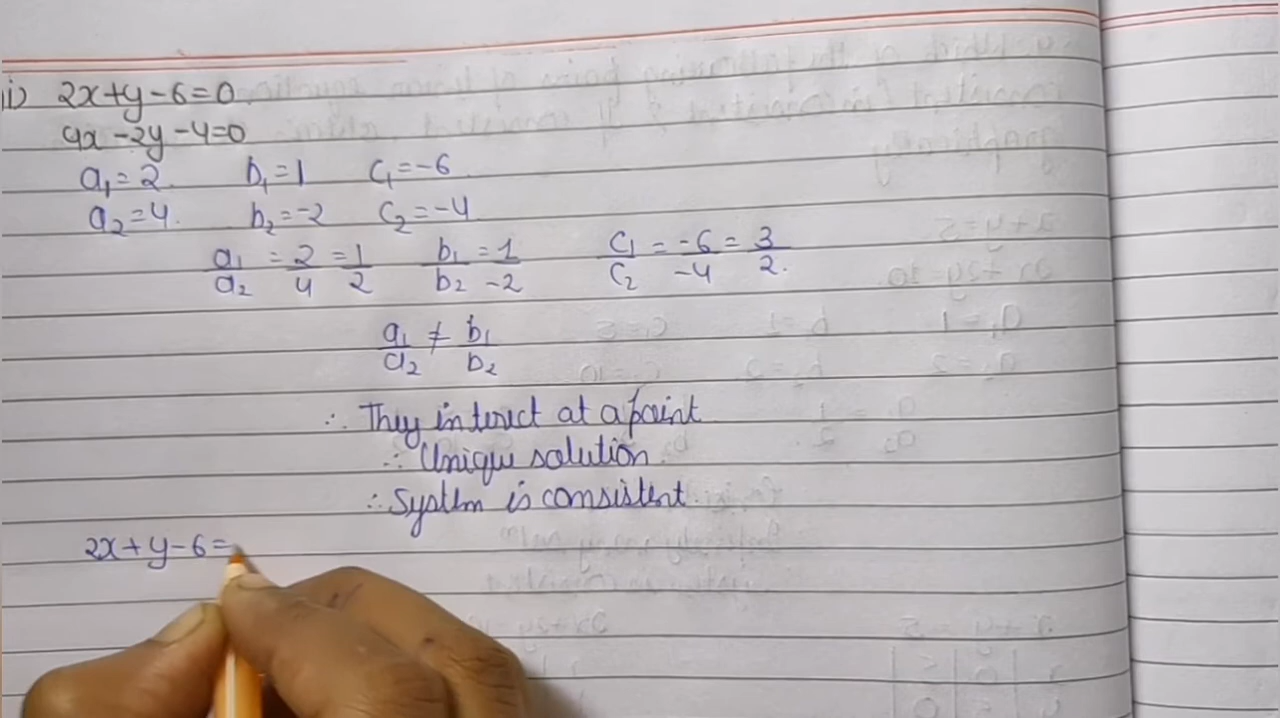 ii) 2x+y-6=0
4x-2y-4=0
a₁=2 b₁=1 c₁=-6
a₂=4 b₂=-2 c₂=-4
a₁/a₂ = 2/4 = 1/2 b₁/b₂ = 1/-2 c₁/c₂ = -6/-4 = 3/2
a₁/a₂ ≠ b₁/b₂
∴ They interect at a point
∴ Unique solution
∴ System is consistent
2x+y-6=